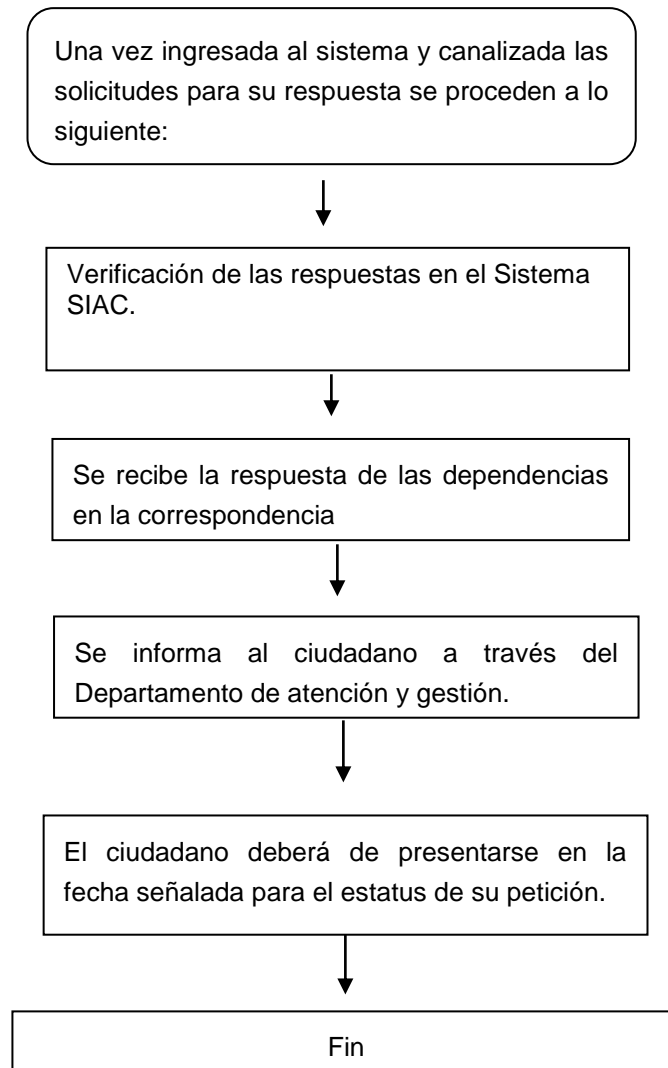 Una vez ingresada al sistema y canalizada las
solicitudes para su respuesta se proceden a lo
siguiente:
Verificación de las respuestas en el Sistema
SIAC.
Se recibe la respuesta de las dependencias
en la correspondencia
Se informa al ciudadano a través del
Departamento de atención y gestión.
El ciudadano deberá de presentarse en la
fecha señalada para el estatus de su petición.
Fin